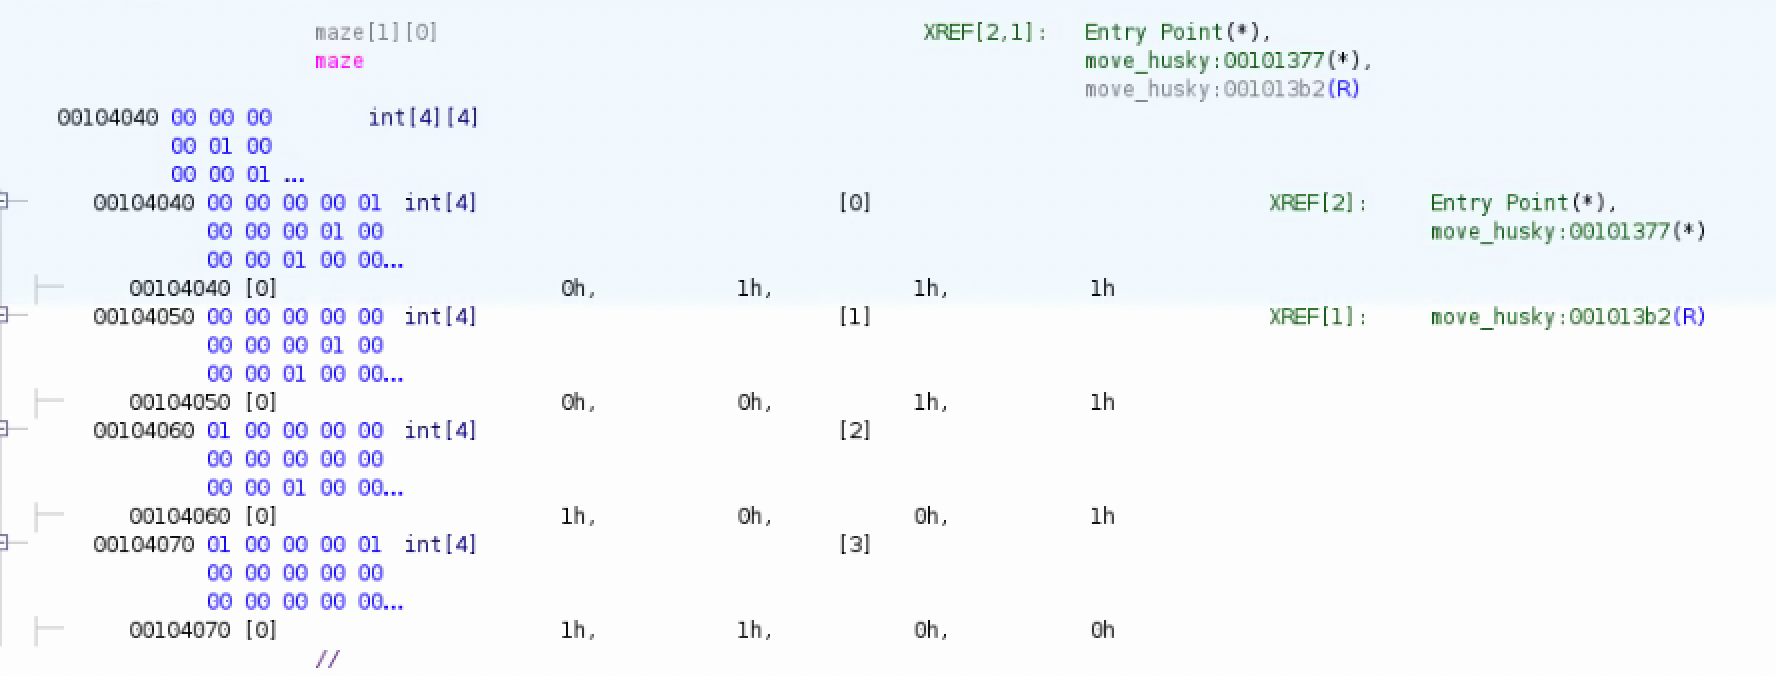 maze[1][0] XREF[2,1]: Entry Point(*),
maze move_husky:00101377(*),
move_husky:001013b2(R)
00104040 00 00 00 int[4][4]
00 01 00
00 00 01 ...
00104040 00 00 00 00 01 int[4] [0] XREF[2]: Entry Point(*),
00 00 00 01 00 move_husky:00101377(*)
00 00 01 00 00...
00104040 [0] 0h, 1h, 1h, 1h
00104050 00 00 00 00 00 int[4] [1] XREF[1]: move_husky:001013b2(R)
00 00 00 01 00
00 00 01 00 00...
00104050 [0] 0h, 0h, 1h, 1h
00104060 01 00 00 00 00 int[4] [2]
00 00 00 00 00
00 00 01 00 00...
00104060 [0] 1h, 0h, 0h, 1h
00104070 01 00 00 00 01 int[4] [3]
00 00 00 00 00
00 00 00 00 00...
00104070 [0] 1h, 1h, 0h, 0h
//